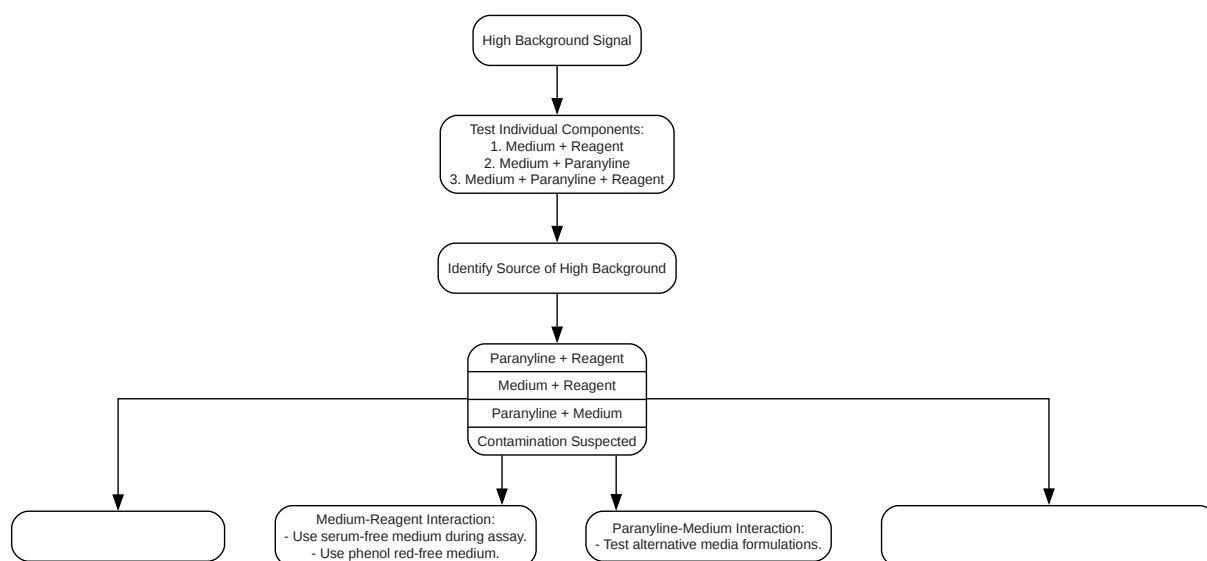 High Background Signal
Test Individual Components:
1. Medium + Reagent
2. Medium + Paranyline
3. Medium + Paranyline + Reagent
Identify Source of High Background
Paranyline + Reagent
Medium + Reagent
Paranyline + Medium
Contamination Suspected
Medium-Reagent Interaction:
- Use serum-free medium during assay.
- Use phenol red-free medium.
Paranyline-Medium Interaction:
- Test alternative media formulations.